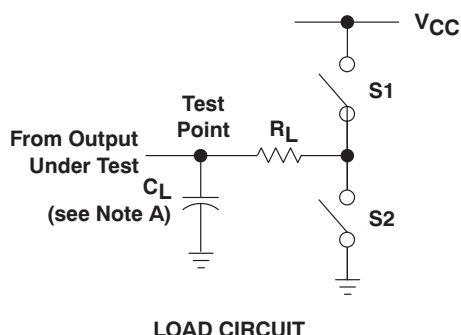 VCC
S1
Test
Point
RL
From Output
Under Test
CL
(see Note A)
S2
LOAD CIRCUIT